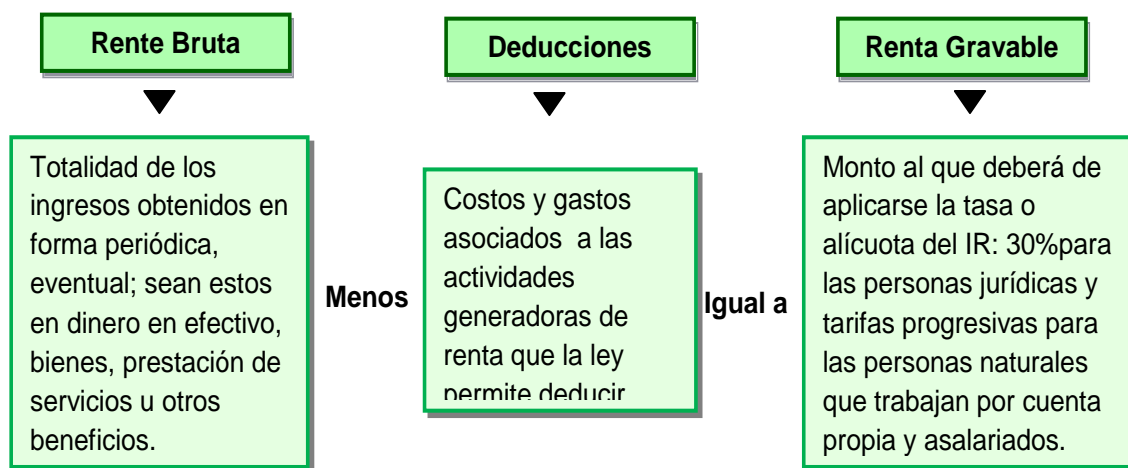 Rente Bruta
Totalidad de los
ingresos obtenidos en
forma periódica,
eventual; sean estos
en dinero en efectivo,
bienes, prestación de
servicios u otros
beneficios.
Menos
Deducciones
Costos y gastos
asociados a las
actividades
generadoras de
renta que la ley
permite deducir
Igual a
Renta Gravable
Monto al que deberá de
aplicarse la tasa o
alícuota del IR: 30%para
las personas jurídicas y
tarifas progresivas para
las personas naturales
que trabajan por cuenta
propia y asalariados.